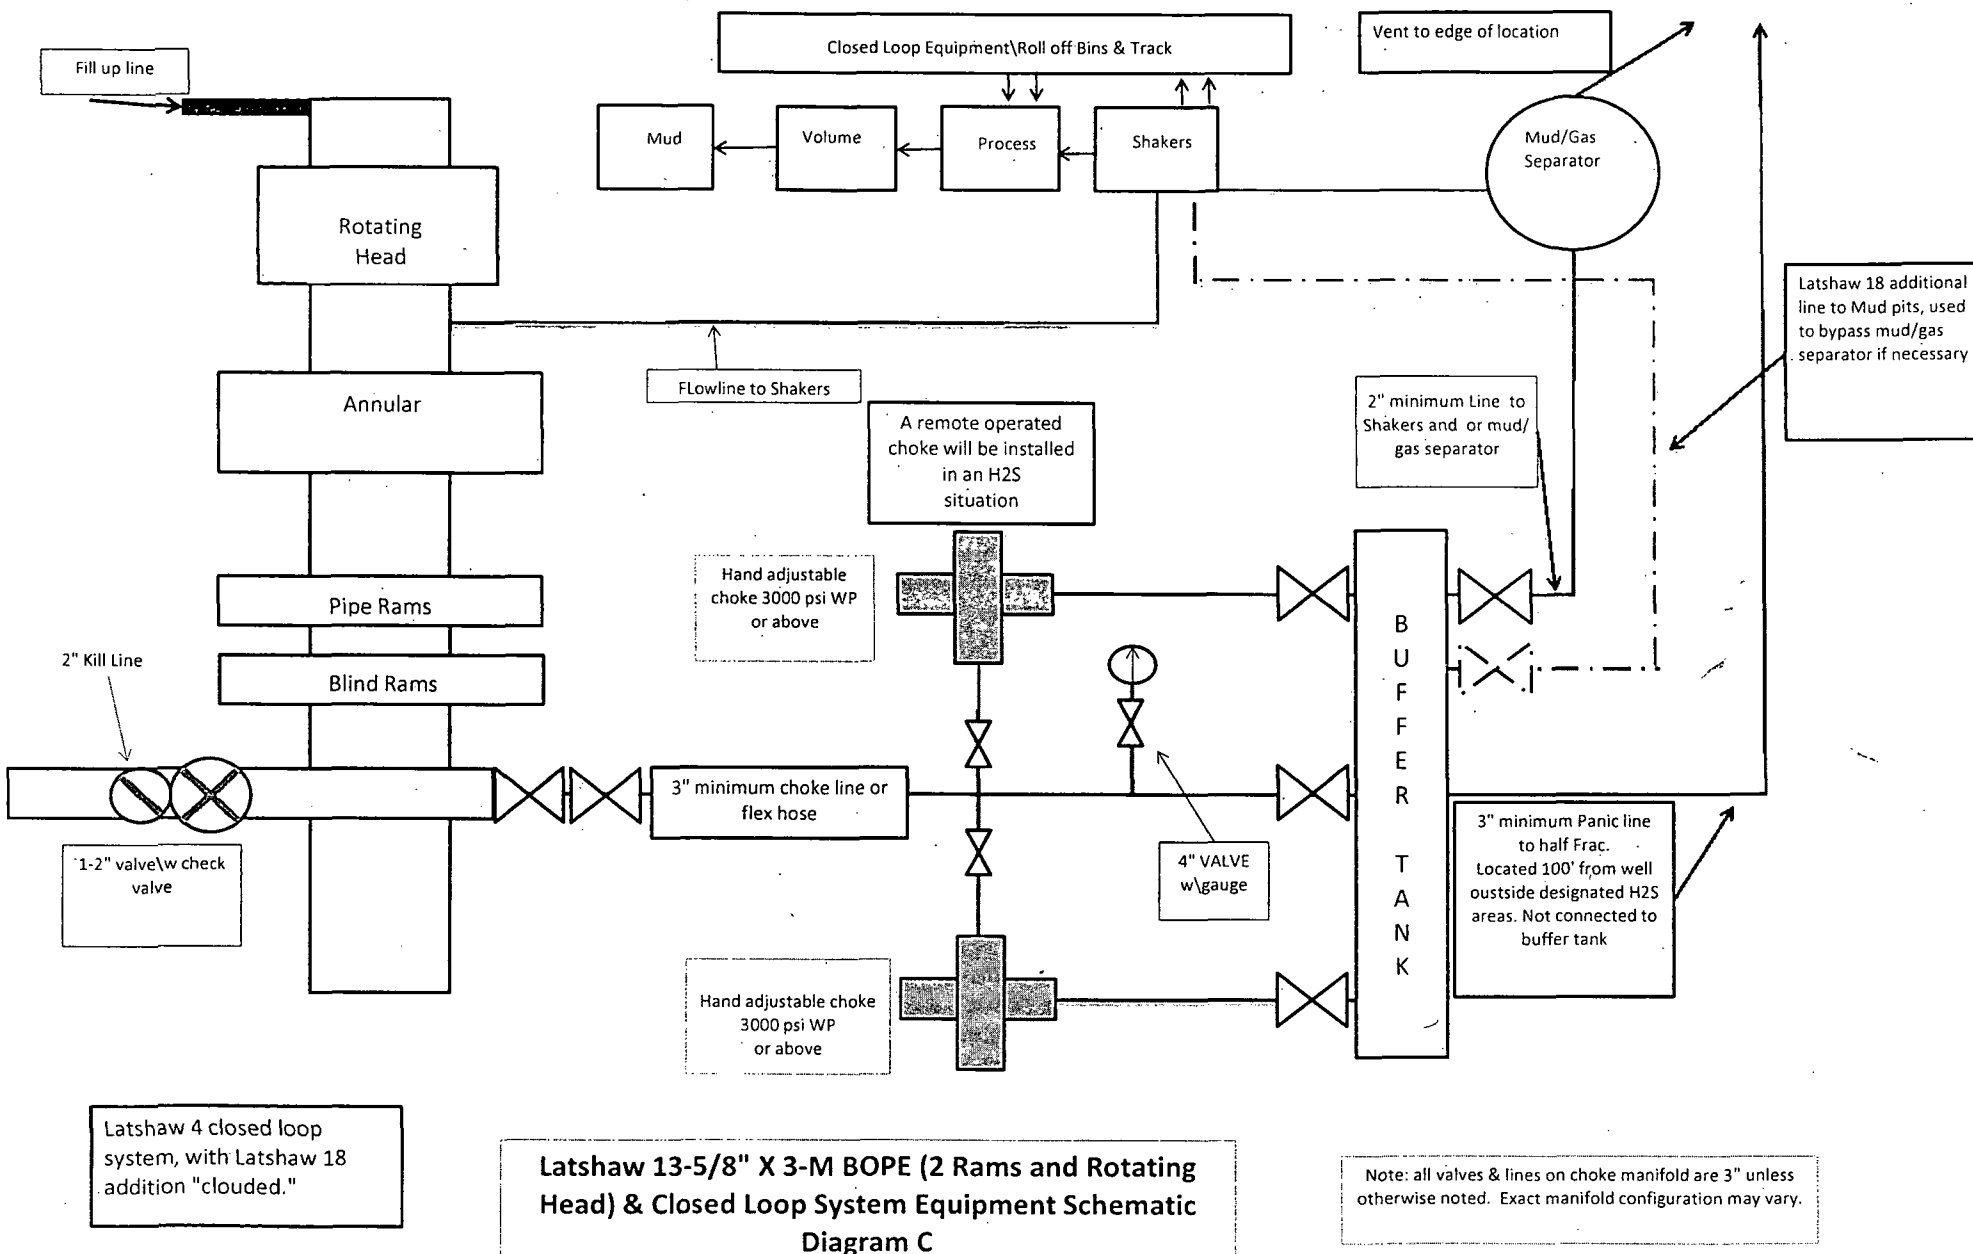 Fill up line
Closed Loop Equipment\Roll off Bins & Track
Vent to edge of location
Mud
Volume
Process
Shakers
Mud/Gas
Separator
Rotating
Head
Latshaw 18 additional
line to Mud pits, used
to bypass mud/gas
separator if necessary
FLowline to Shakers
Annular
2" minimum Line to
Shakers and or mud/
gas separator
A remote operated
choke will be installed
in an H2S
situation
Hand adjustable
choke 3000 psi WP
or above
Pipe Rams
Blind Rams
2" Kill Line
3" minimum choke line or
flex hose
1-2" valve\w check
valve
4" VALVE
w\gauge
B
U
F
F
E
R
T
A
N
K
3" minimum Panic line
to half Frac.
Located 100' from well
oustside designated H2S
areas. Not connected to
buffer tank
Hand adjustable choke
3000 psi WP
or above
Latshaw 4 closed loop
system, with Latshaw 18
addition "clouded."
Latshaw 13-5/8" X 3-M BOPE (2 Rams and Rotating
Head) & Closed Loop System Equipment Schematic
Diagram C
Note: all valves & lines on choke manifold are 3" unless
otherwise noted. Exact manifold configuration may vary.